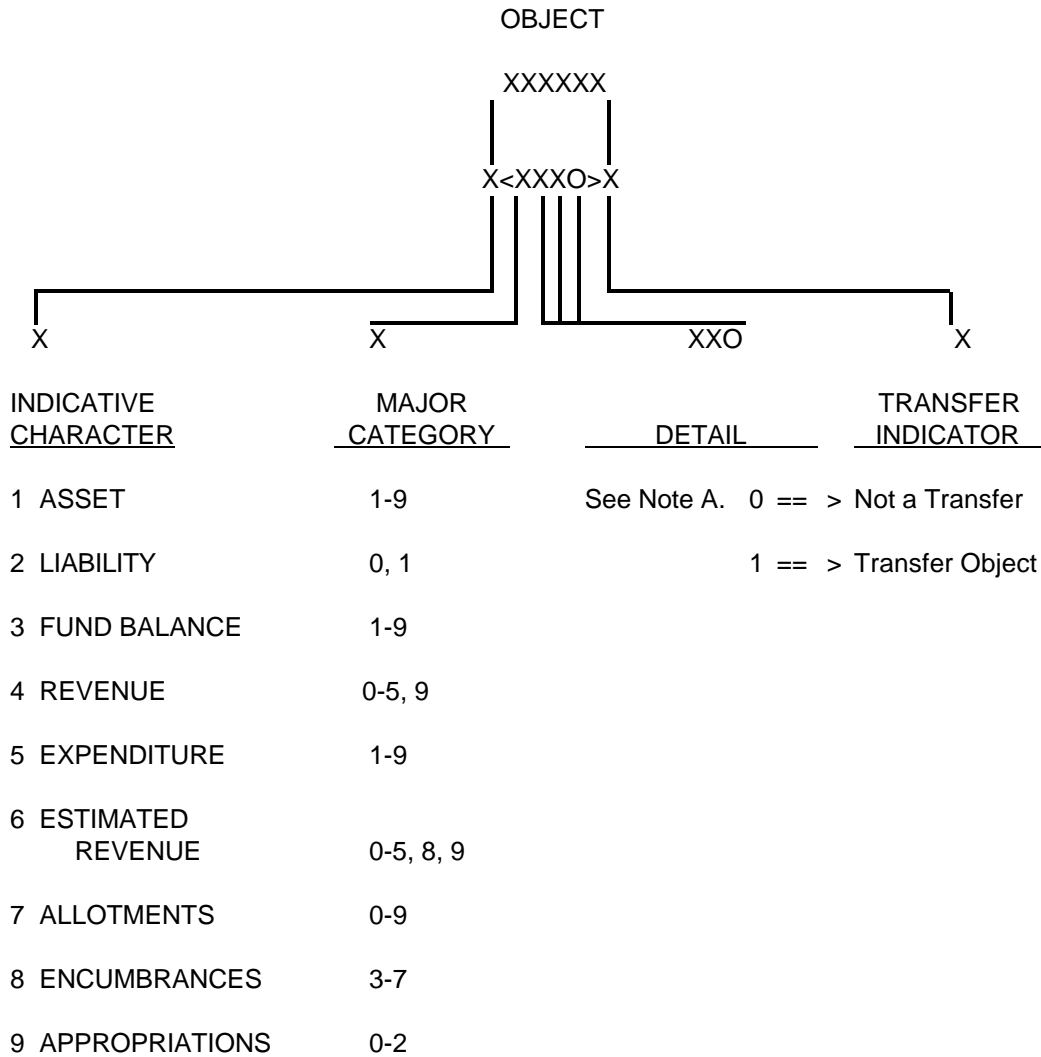 OBJECT
XXXXXX
X<XXXO>X
X X XXO X
INDICATIVE MAJOR TRANSFER
CHARACTER CATEGORY DETAIL INDICATOR
1 ASSET 1-9 See Note A. 0 == > Not a Transfer
2 LIABILITY 0, 1 1 == > Transfer Object
3 FUND BALANCE 1-9
4 REVENUE 0-5, 9
5 EXPENDITURE 1-9
6 ESTIMATED
REVENUE 0-5, 8, 9
7 ALLOTMENTS 0-9
8 ENCUMBRANCES 3-7
9 APPROPRIATIONS 0-2